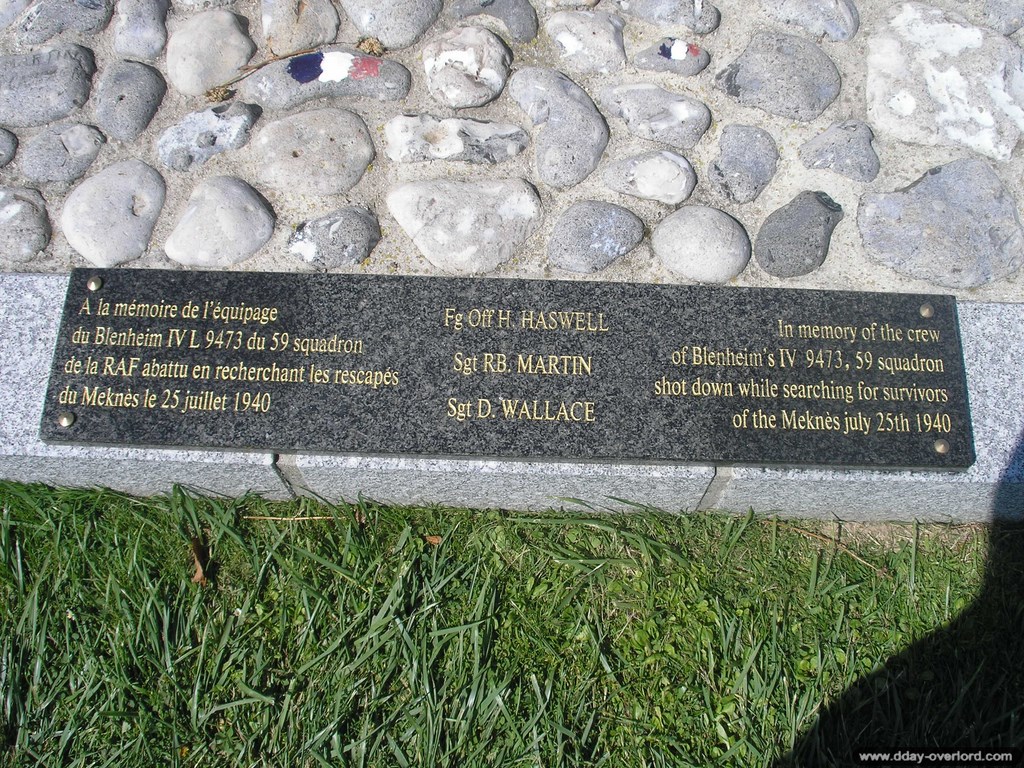 A la mémoire de l'équipage
du Blenheim IV L 9473 du 59 squadron
de la RAF abattu en recherchant les rescapés
du Meknès le 25 juillet 1940
Fg Off H. HASWELL
Sgt RB. MARTIN
Sgt D. WALLACE
In memory of the crew
of Blenheim's IV 9473, 59 squadron
shot down while searching for survivors
of the Meknès july 25th 1940
www.dday-overlord.com